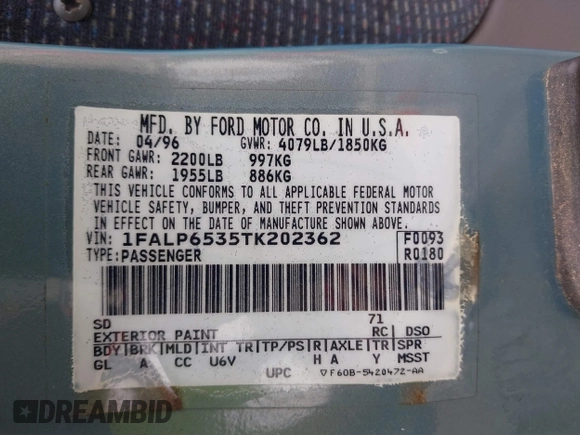 MFD. BY FORD MOTOR CO. IN U.S.A.
DATE: 04/96 GVWR: 4079LB/1850KG
FRONT GAWR: 2200LB 997KG
REAR GAWR: 1955LB 886KG
THIS VEHICLE CONFORMS TO ALL APPLICABLE FEDERAL MOTOR
VEHICLE SAFETY, BUMPER, AND THEFT PREVENTION STANDARDS
IN EFFECT ON THE DATE OF MANUFACTURE SHOWN ABOVE.
VIN: 1FALP6535TK202362 F0093
TYPE: PASSENGER R0180
SD 71
EXTERIOR PAINT RC DSO
BDY BRK MLD INT TR TP/PS R AXLE TR SPR
GL A CC U6V H A Y MSST
UPC ▽F60B-5420472-AA
DREAMBID